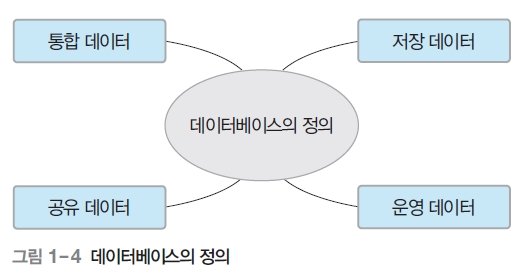 통합 데이터
저장 데이터
데이터베이스의 정의
공유 데이터
운영 데이터
그림 1-4 데이터베이스의 정의